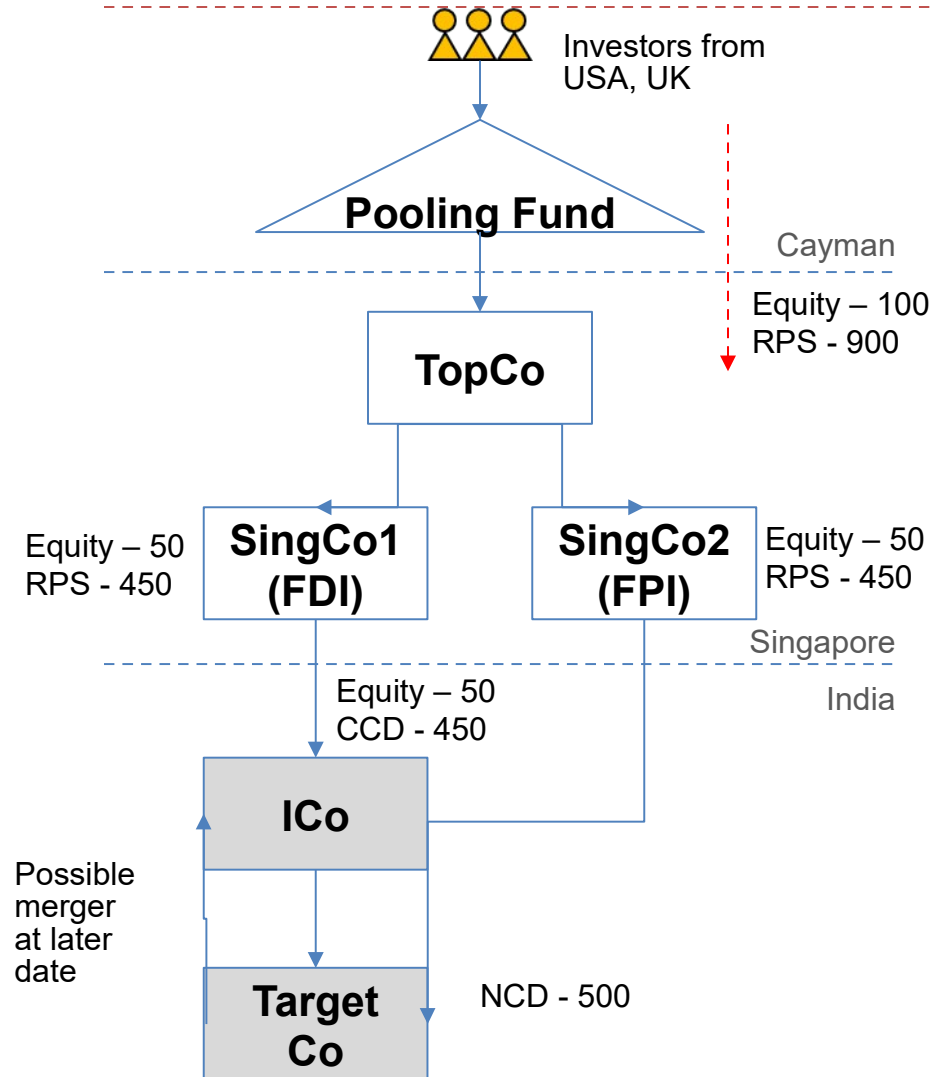 Investors from
USA, UK
Pooling Fund
Cayman
Equity – 100
RPS - 900
TopCo
Equity – 50
RPS - 450
SingCo1
(FDI)
SingCo2
(FPI)
Equity – 50
RPS - 450
Singapore
India
Equity – 50
CCD - 450
ICo
Possible
merger
at later
date
Target
Co
NCD - 500